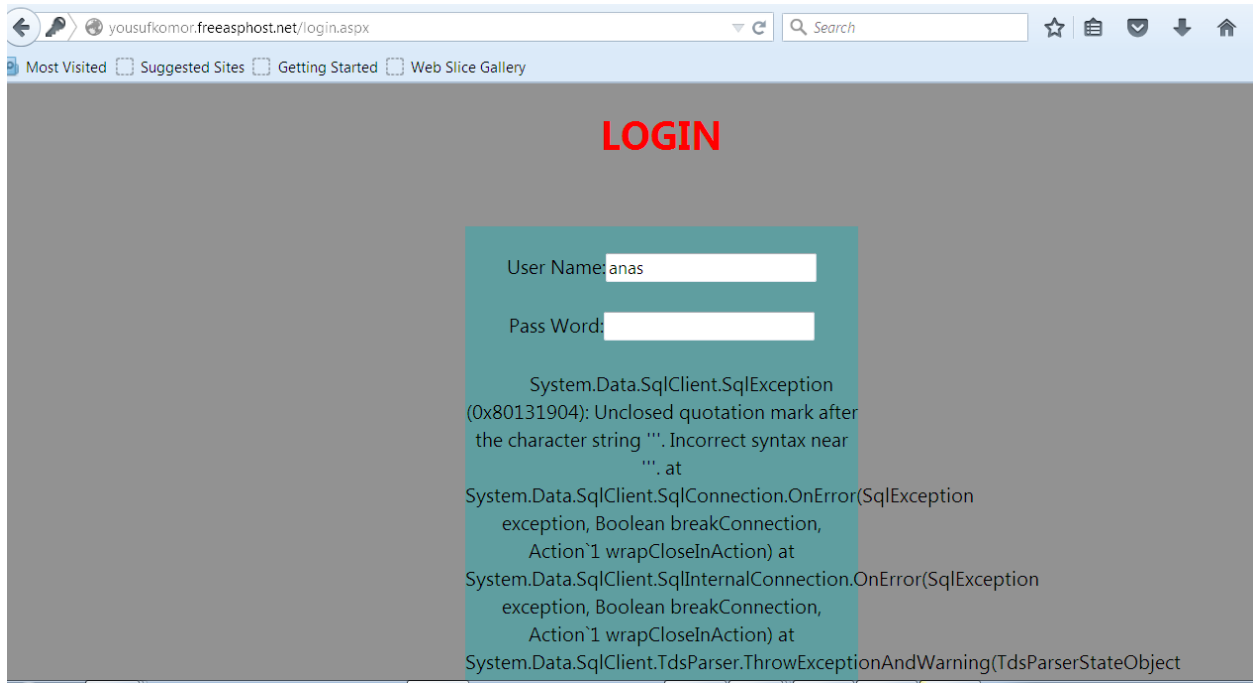 yousufkomor.freeasphost.net/login.aspx
Search
Most Visited Suggested Sites Getting Started Web Slice Gallery
LOGIN
User Name: anas
Pass Word:
System.Data.SqlClient.SqlException
(0x80131904): Unclosed quotation mark after
the character string '''. Incorrect syntax near
'''. at
System.Data.SqlClient.SqlConnection.OnError(SqlException
exception, Boolean breakConnection,
Action`1 wrapCloseInAction) at
System.Data.SqlClient.SqlInternalConnection.OnError(SqlException
exception, Boolean breakConnection,
Action`1 wrapCloseInAction) at
System.Data.SqlClient.TdsParser.ThrowExceptionAndWarning(TdsParserStateObject